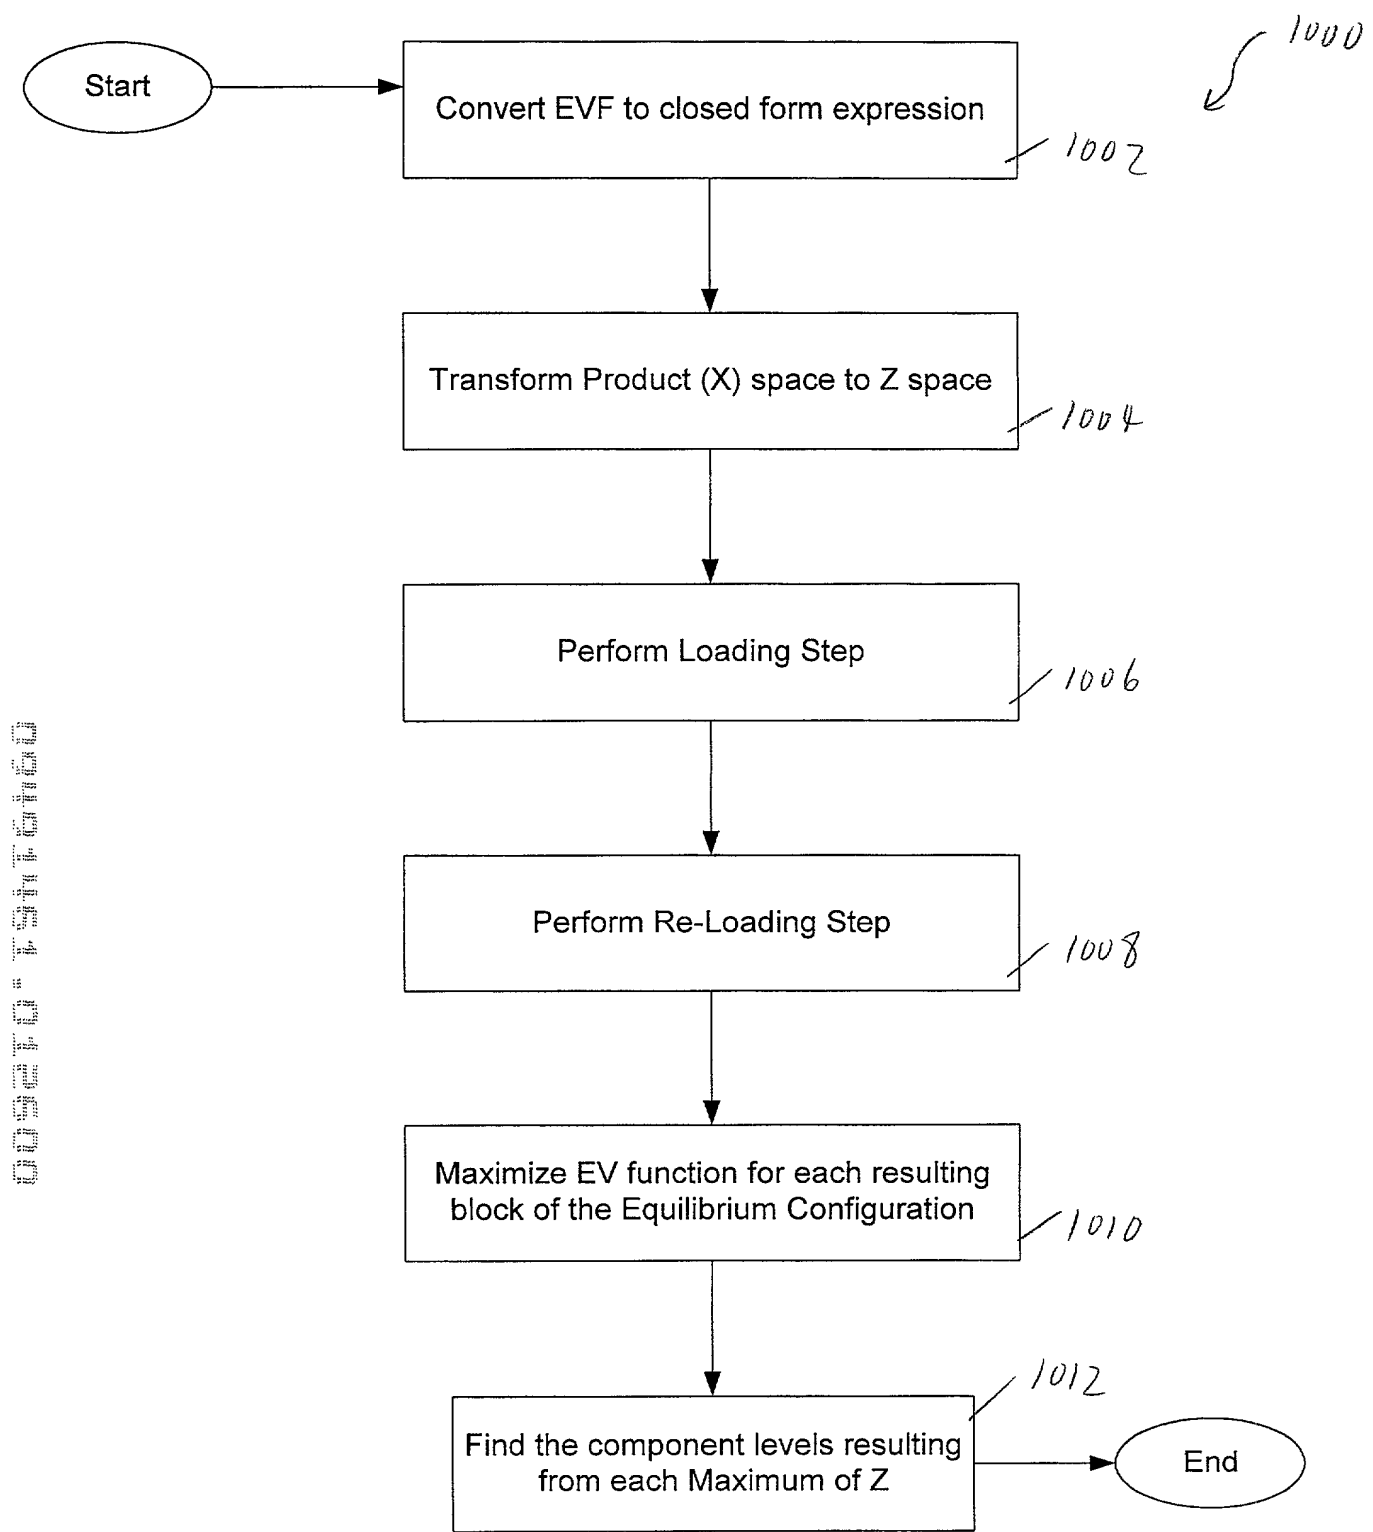 1000
Start
Convert EVF to closed form expression
1002
Transform Product (X) space to Z space
1004
Perform Loading Step
1006
Perform Re-Loading Step
1008
Maximize EV function for each resulting
block of the Equilibrium Configuration
1010
1012
Find the component levels resulting
from each Maximum of Z
End
09491461.012600